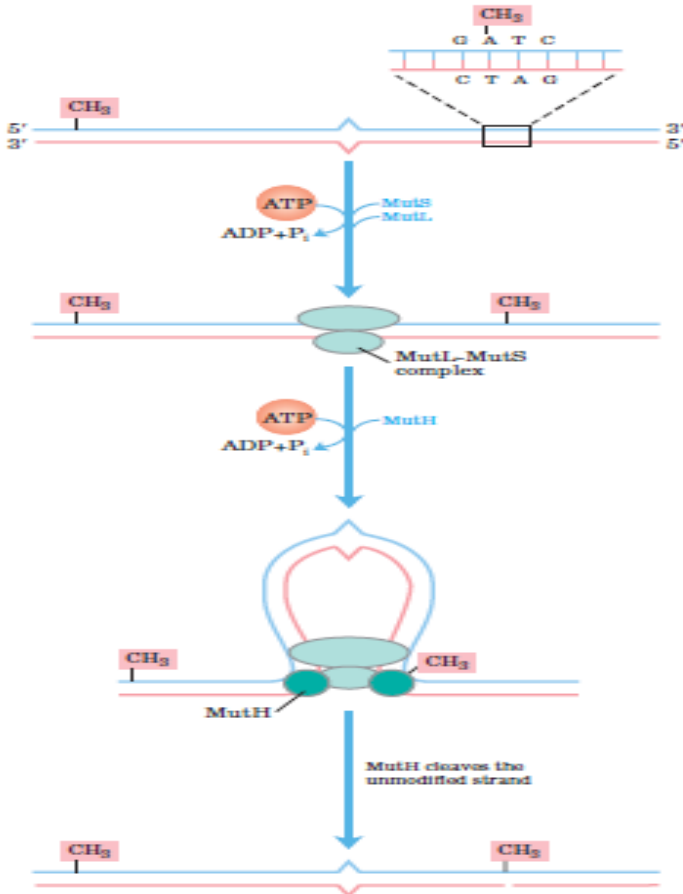 CH₃
G A T C
C T A G
CH₃
5′ 3′
3′ 5′
ATP MutS
MutL
ADP+Pᵢ
CH₃ CH₃
MutL-MutS
complex
ATP MutH
ADP+Pᵢ
CH₃ CH₃
MutH
MutH cleaves the
unmodified strand
CH₃ CH₃